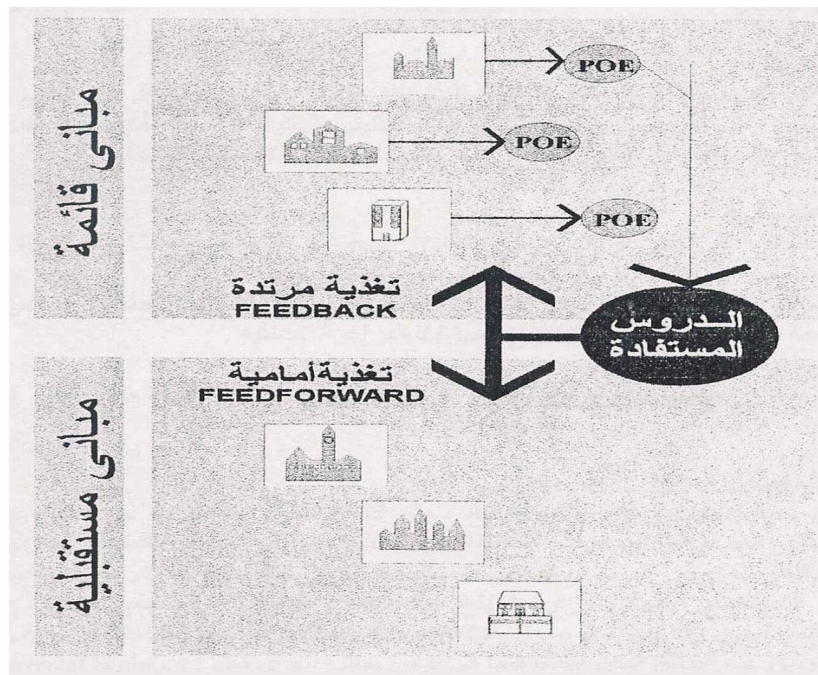 مبانى قائمة
POE
POE
POE
تغذية مرتدة
FEEDBACK
الدروس
المستفادة
تغذية أمامية
FEEDFORWARD
مبانى مستقبلية